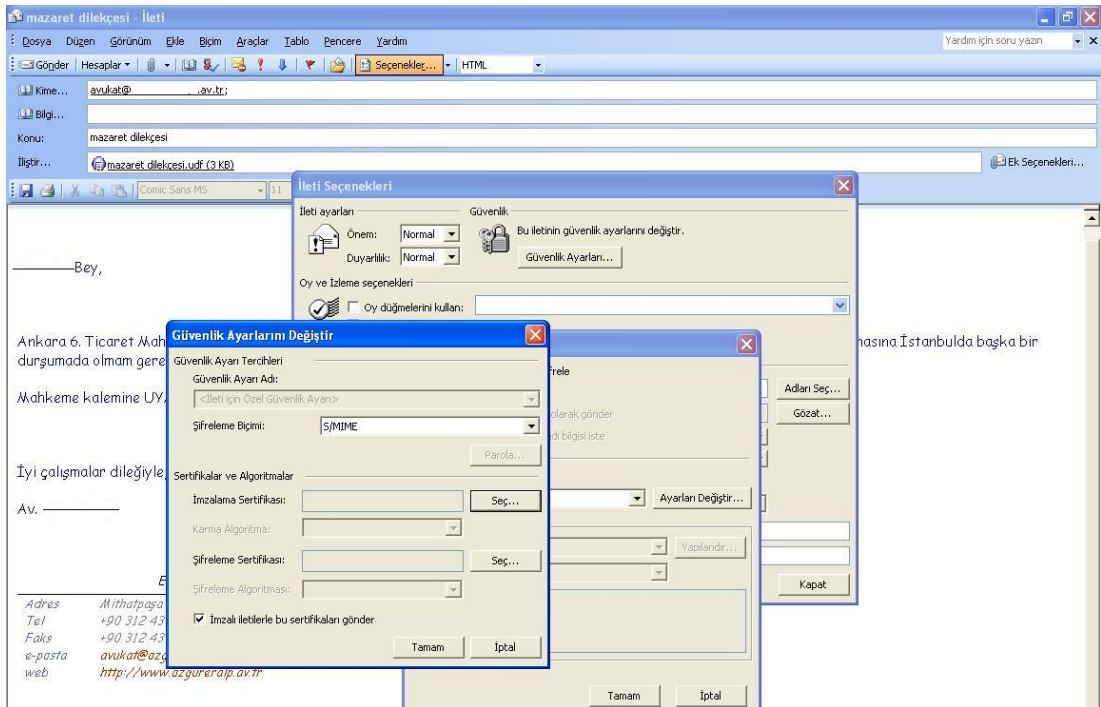 mazaret dilekçesi - İleti
Dosya Düzen Görünüm Ekle Biçim Araçlar Tablo Pencere Yardım Yardım için soru yazın
Gönder Hesaplar Seçenekler... HTML
Kime... avukat@ .av.tr;
Bilgi...
Konu: mazaret dilekçesi
İliştir... mazaret dilekçesi.udf (3 KB) Ek Seçenekleri...
Comic Sans MS 11
İleti Seçenekleri
İleti ayarları Güvenlik
Önem: Normal Bu iletinin güvenlik ayarlarını değiştir.
Duyarlılık: Normal Güvenlik Ayarları...
Oy ve İzleme seçenekleri
Oy düğmelerini kullan:
Bey,
Ankara 6. Ticaret Mah masına İstanbulda başka bir
durşumada olmam gere
Mahkeme kalemine UY
İyi çalışmalar dileğiyle
Av.
Güvenlik Ayarlarını Değiştir
Güvenlik Ayarı Tercihleri
Güvenlik Ayarı Adı:
<İleti için Özel Güvenlik Ayarı>
Şifreleme Biçimi: S/MIME
Parola...
Sertifikalar ve Algoritmalar
İmzalama Sertifikası: Seç...
Karma Algoritma:
Şifreleme Sertifikası: Seç...
Şifreleme Algoritması:
İmzalı iletilerle bu sertifikaları gönder
Tamam İptal
frele
olarak gönder
dı bilgisi iste
Adları Seç...
Gözat...
Ayarları Değiştir...
Yapılandır...
Kapat
Tamam İptal
E
Adres Mithatpaşa
Tel +90 312 43
Faks +90 312 43
e-posta avukat@ozg
web http://www.ozgureralp.av.tr